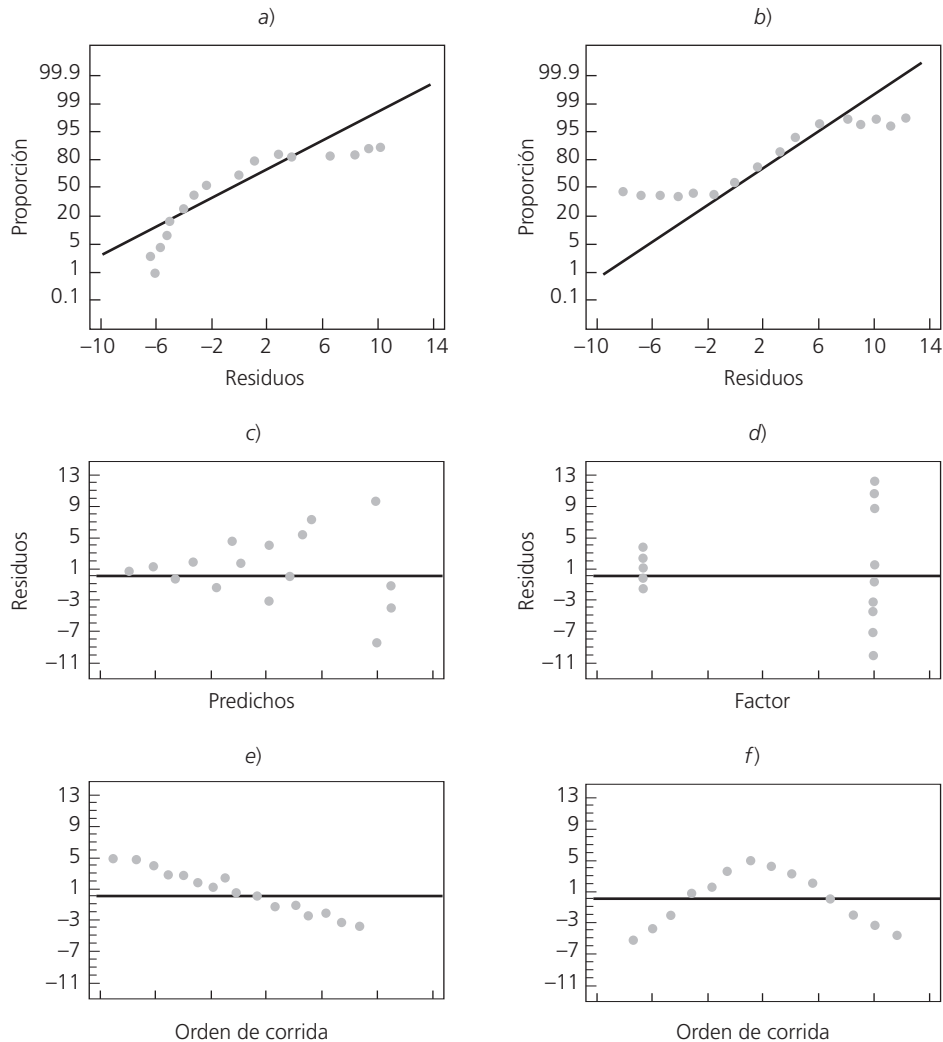 a)
99.9
99
95
80
50
20
5
1
0.1
Proporción
–10 –6 –2 2 6 10 14
Residuos
b)
99.9
99
95
80
50
20
5
1
0.1
Proporción
–10 –6 –2 2 6 10 14
Residuos
c)
13
9
5
1
–3
–7
–11
Residuos
Predichos
d)
13
9
5
1
–3
–7
–11
Residuos
Factor
e)
13
9
5
1
–3
–7
–11
Orden de corrida
f)
13
9
5
1
–3
–7
–11
Orden de corrida